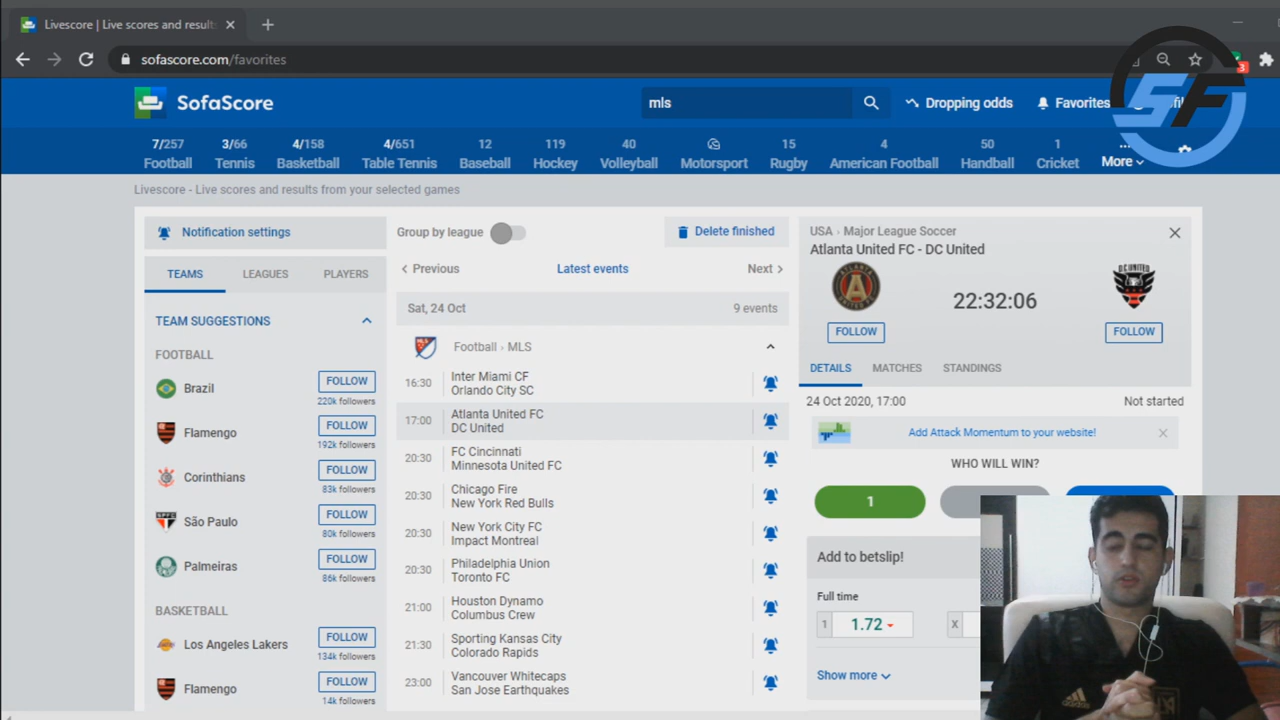 Livescore | Live scores and result
sofascore.com/favorites
3
SF
SofaScore
mls
Dropping odds
Favorites
7/257
3/66
4/158
4/651
12
119
40
15
4
50
1
...
Football
Tennis
Basketball
Table Tennis
Baseball
Hockey
Volleyball
Motorsport
Rugby
American Football
Handball
Cricket
More
Livescore - Live scores and results from your selected games
Notification settings
TEAMS
LEAGUES
PLAYERS
TEAM SUGGESTIONS
FOOTBALL
Brazil
FOLLOW
220k followers
Flamengo
FOLLOW
192k followers
Corinthians
FOLLOW
83k followers
São Paulo
FOLLOW
80k followers
Palmeiras
FOLLOW
86k followers
BASKETBALL
Los Angeles Lakers
FOLLOW
134k followers
Flamengo
FOLLOW
14k followers
Group by league
Delete finished
Previous
Latest events
Next
Sat, 24 Oct
9 events
Football › MLS
16:30
Inter Miami CF
Orlando City SC
17:00
Atlanta United FC
DC United
20:30
FC Cincinnati
Minnesota United FC
20:30
Chicago Fire
New York Red Bulls
20:30
New York City FC
Impact Montreal
20:30
Philadelphia Union
Toronto FC
21:00
Houston Dynamo
Columbus Crew
21:30
Sporting Kansas City
Colorado Rapids
23:00
Vancouver Whitecaps
San Jose Earthquakes
USA › Major League Soccer
Atlanta United FC - DC United
22:32:06
FOLLOW
FOLLOW
DETAILS
MATCHES
STANDINGS
24 Oct 2020, 17:00
Not started
Add Attack Momentum to your website!
WHO WILL WIN?
1
Add to betslip!
Full time
1
1.72
X
Show more